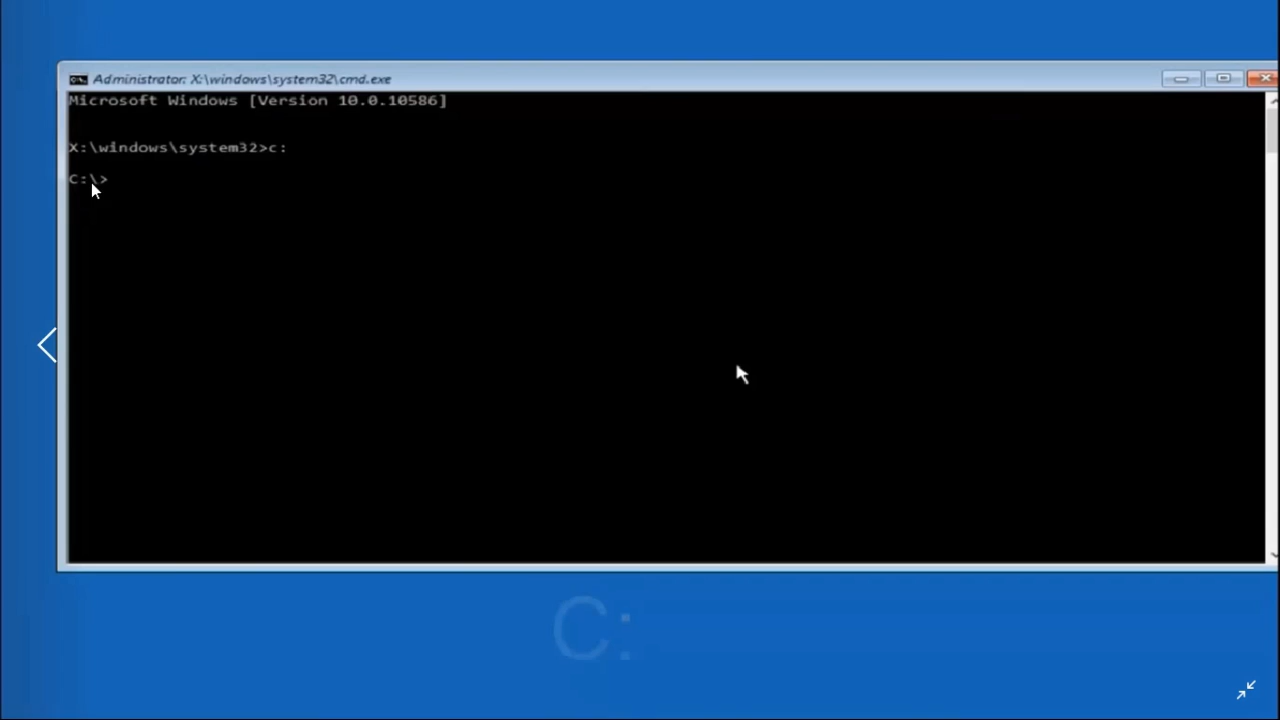 Administrator: X:\windows\system32\cmd.exe
Microsoft Windows [Version 10.0.10586]
X:\windows\system32>c:
C:\>
C: